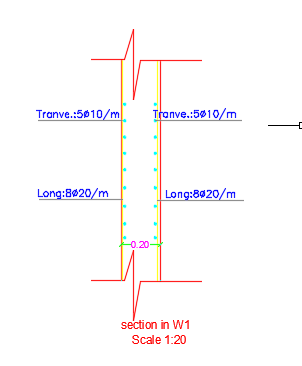 Tranve.:5ø10/m Tranve.:5ø10/m
Long:8ø20/m Long:8ø20/m
0.20
section in W1
Scale 1:20